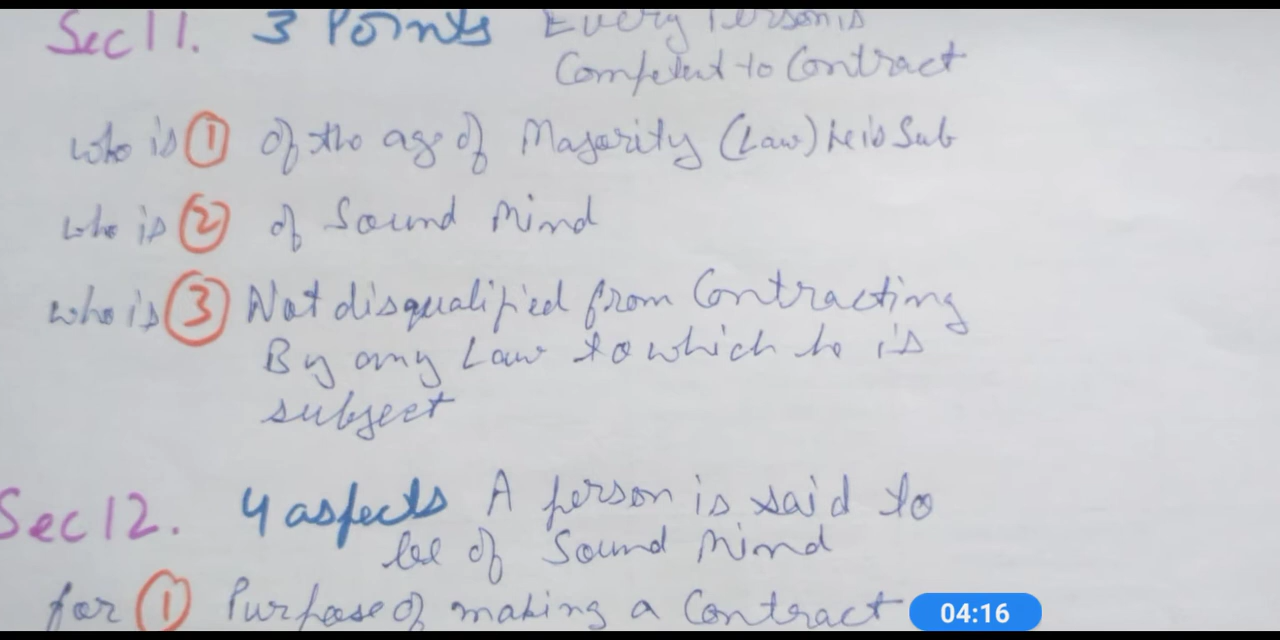 Sec 11. 3 Points Every Person is
Competent to Contract
who is 1 of the age of Majority (Law) he is Sub
who is 2 of Sound Mind
who is 3 Not disqualified from Contracting
By any Law to which he is
subject
Sec 12. 4 aspects A person is said to
be of Sound Mind
for 1 Purpose of making a Contract
04:16